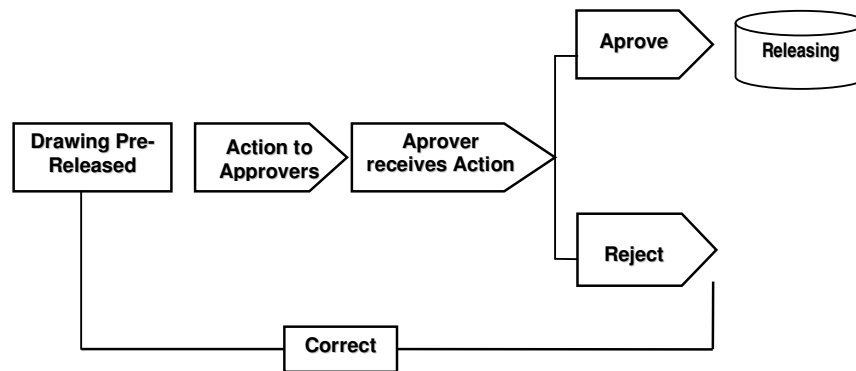 Aprove
Releasing
Drawing Pre-
Released
Action to
Approvers
Aprover
receives Action
Reject
Correct